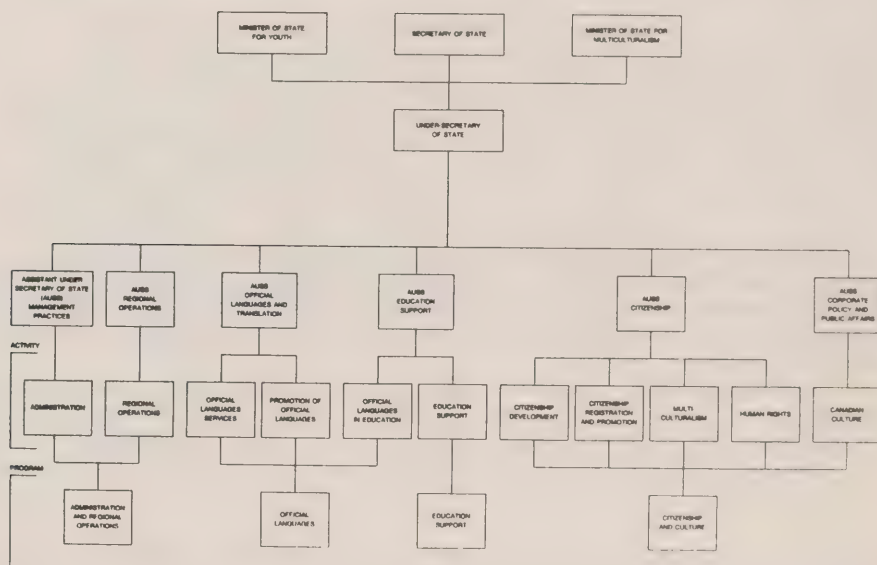 MINISTER OF STATE
FOR YOUTH
SECRETARY OF STATE
MINISTER OF STATE FOR
MULTICULTURALISM
UNDER-SECRETARY
OF STATE
ASSISTANT UNDER
SECRETARY OF STATE
(AUSS)
MANAGEMENT
PRACTICES
AUSS
REGIONAL
OPERATIONS
AUSS
OFFICIAL
LANGUAGES AND
TRANSLATION
AUSS
EDUCATION
SUPPORT
AUSS
CITIZENSHIP
AUSS
CORPORATE
POLICY AND
PUBLIC AFFAIRS
ACTIVITY
ADMINISTRATION
REGIONAL
OPERATIONS
OFFICIAL
LANGUAGES
SERVICES
PROMOTION OF
OFFICIAL
LANGUAGES
OFFICIAL
LANGUAGES
IN EDUCATION
EDUCATION
SUPPORT
CITIZENSHIP
DEVELOPMENT
CITIZENSHIP
REGISTRATION
AND PROMOTION
MULTI
CULTURALISM
HUMAN RIGHTS
CANADIAN
CULTURE
PROGRAM
ADMINISTRATION
AND REGIONAL
OPERATIONS
OFFICIAL
LANGUAGES
EDUCATION
SUPPORT
CITIZENSHIP
AND CULTURE